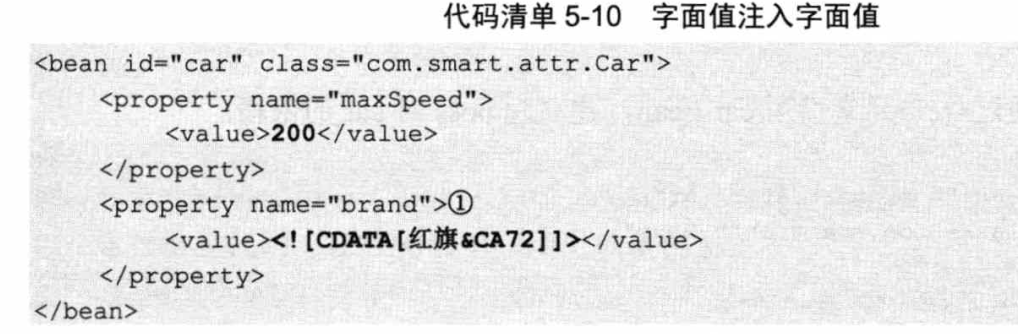 代码清单 5-10 字面值注入字面值
<bean id="car" class="com.smart.attr.Car">
<property name="maxSpeed">
<value>200</value>
</property>
<property name="brand">①
<value><![CDATA[红旗&CA72]]></value>
</property>
</bean>